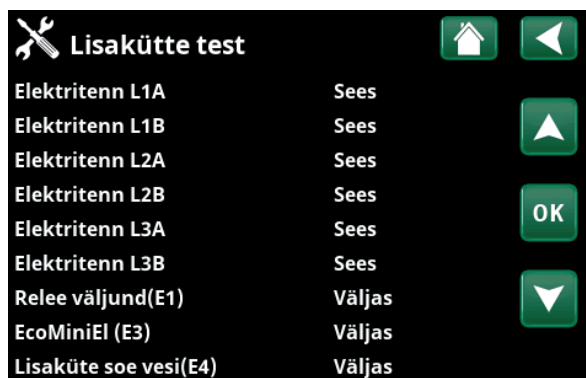 Lisakütte test
Elektritenn L1A Sees
Elektritenn L1B Sees
Elektritenn L2A Sees
Elektritenn L2B Sees
Elektritenn L3A Sees
Elektritenn L3B Sees
Relee väljund(E1) Väljas
EcoMiniEl (E3) Väljas
Lisaküte soe vesi(E4) Väljas
OK